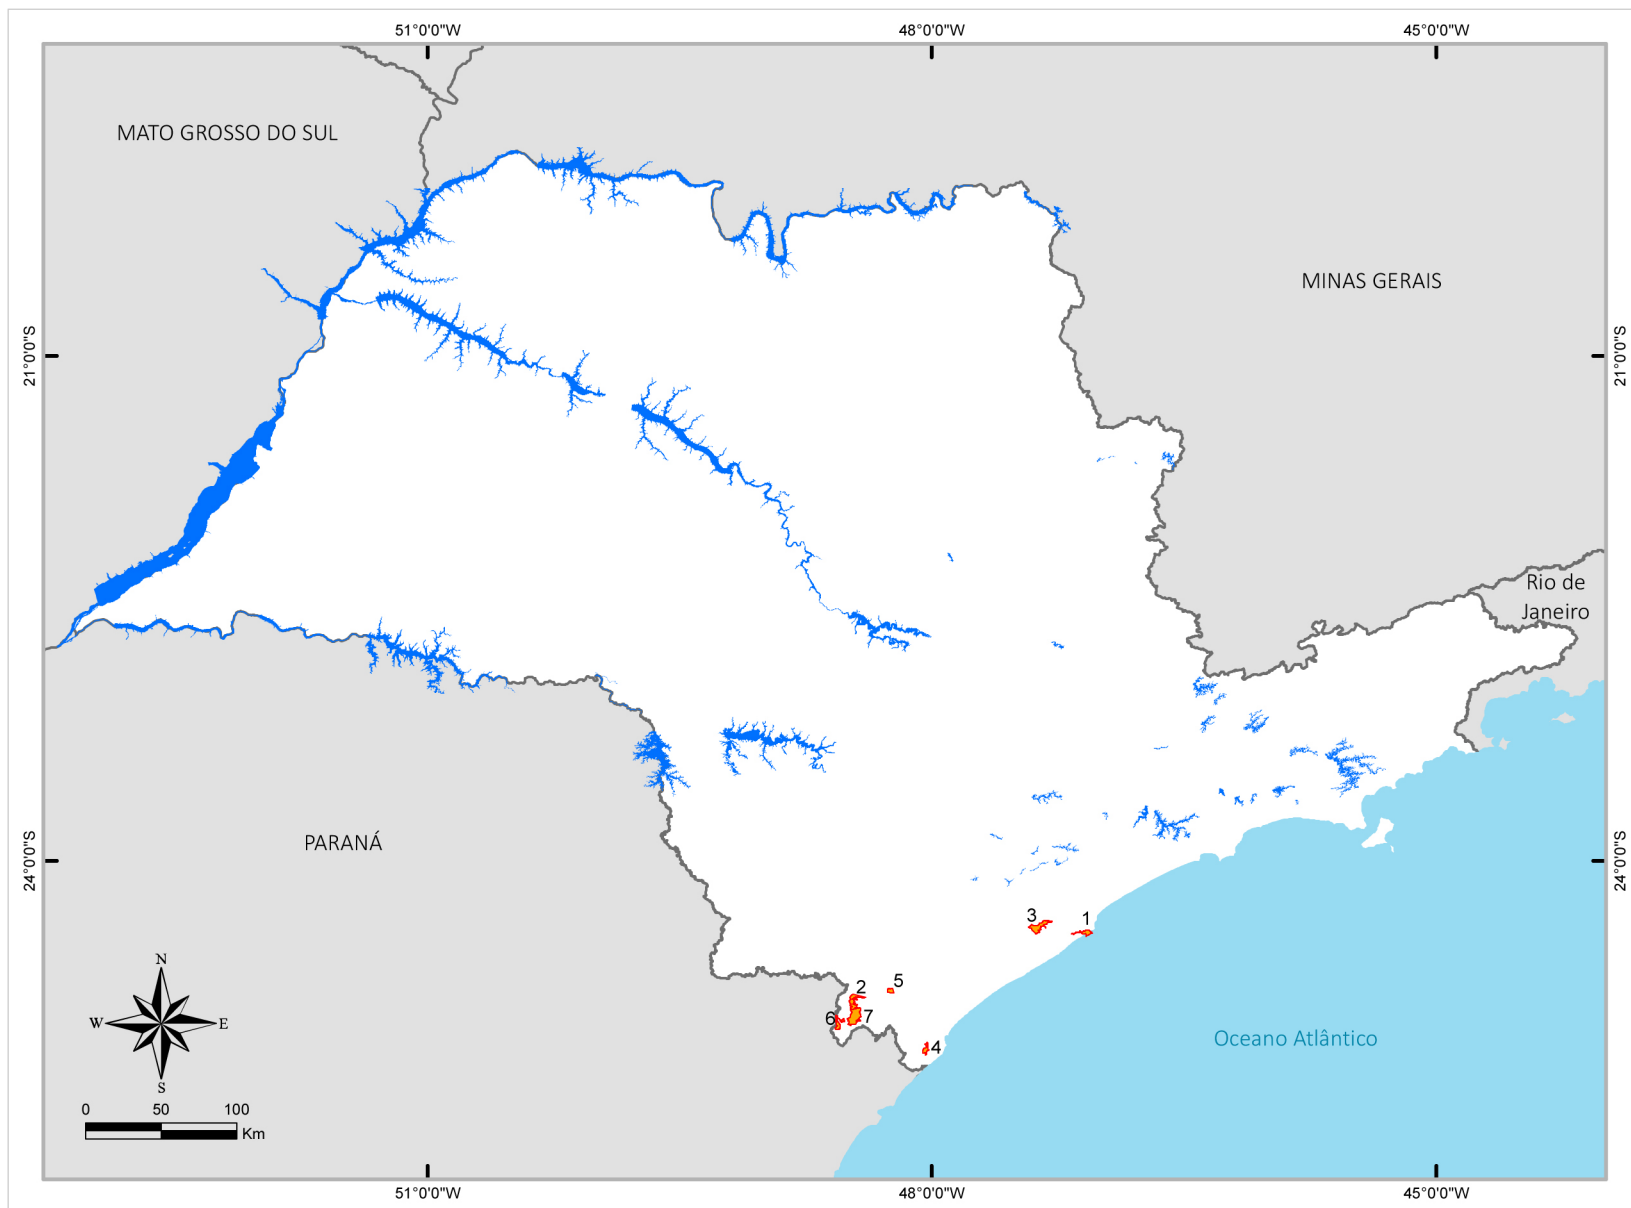 51°0'0"W
48°0'0"W
45°0'0"W
MATO GROSSO DO SUL
MINAS GERAIS
21°0'0"S
21°0'0"S
Rio de
Janeiro
PARANÁ
24°0'0"S
24°0'0"S
3
1
5
2
6
7
4
N
W
E
S
Oceano Atlântico
0
50
100
Km
51°0'0"W
48°0'0"W
45°0'0"W